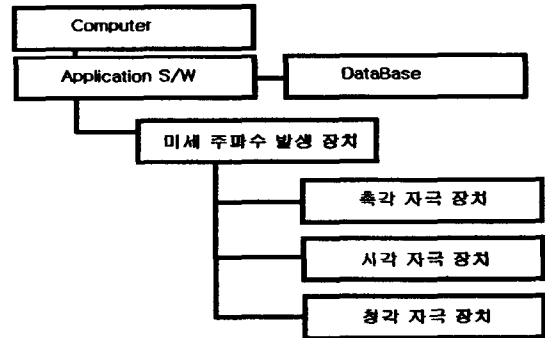 Computer
Application S/W
DataBase
미세 주파수 발생 장치
촉각 자극 장치
시각 자극 장치
청각 자극 장치